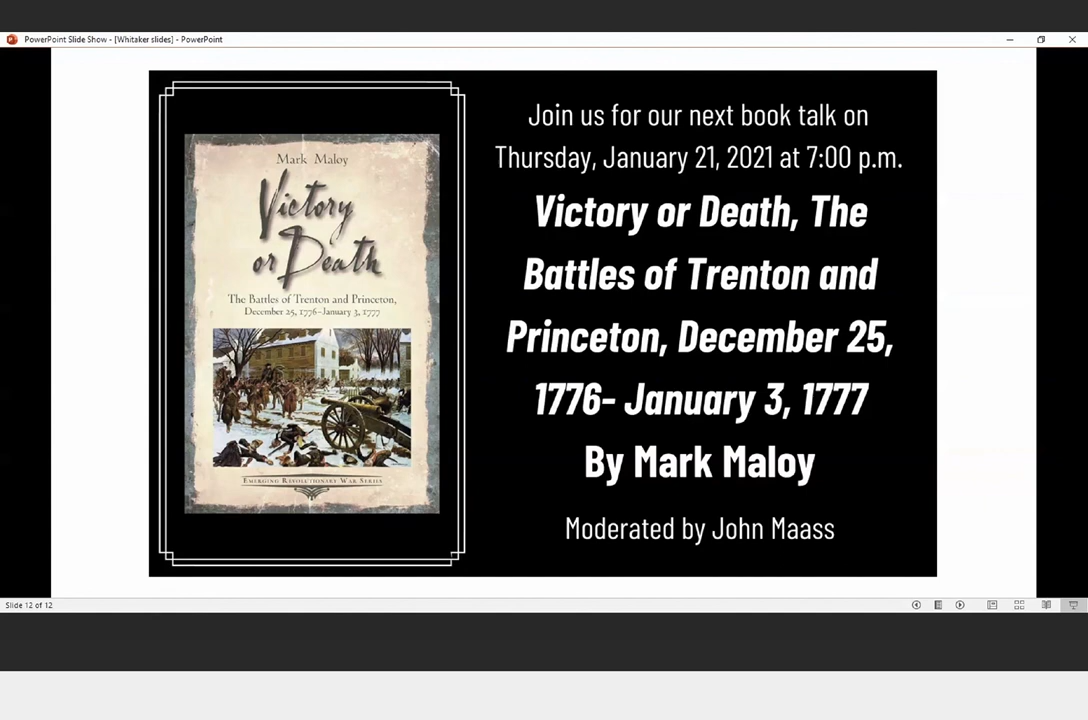 PowerPoint Slide Show - [Whitaker slides] - PowerPoint
Mark Maloy
Victory
or Death
The Battles of Trenton and Princeton,
December 25, 1776–January 3, 1777
Emerging Revolutionary War Series
Join us for our next book talk on
Thursday, January 21, 2021 at 7:00 p.m.
Victory or Death, The
Battles of Trenton and
Princeton, December 25,
1776- January 3, 1777
By Mark Maloy
Moderated by John Maass
Slide 12 of 12